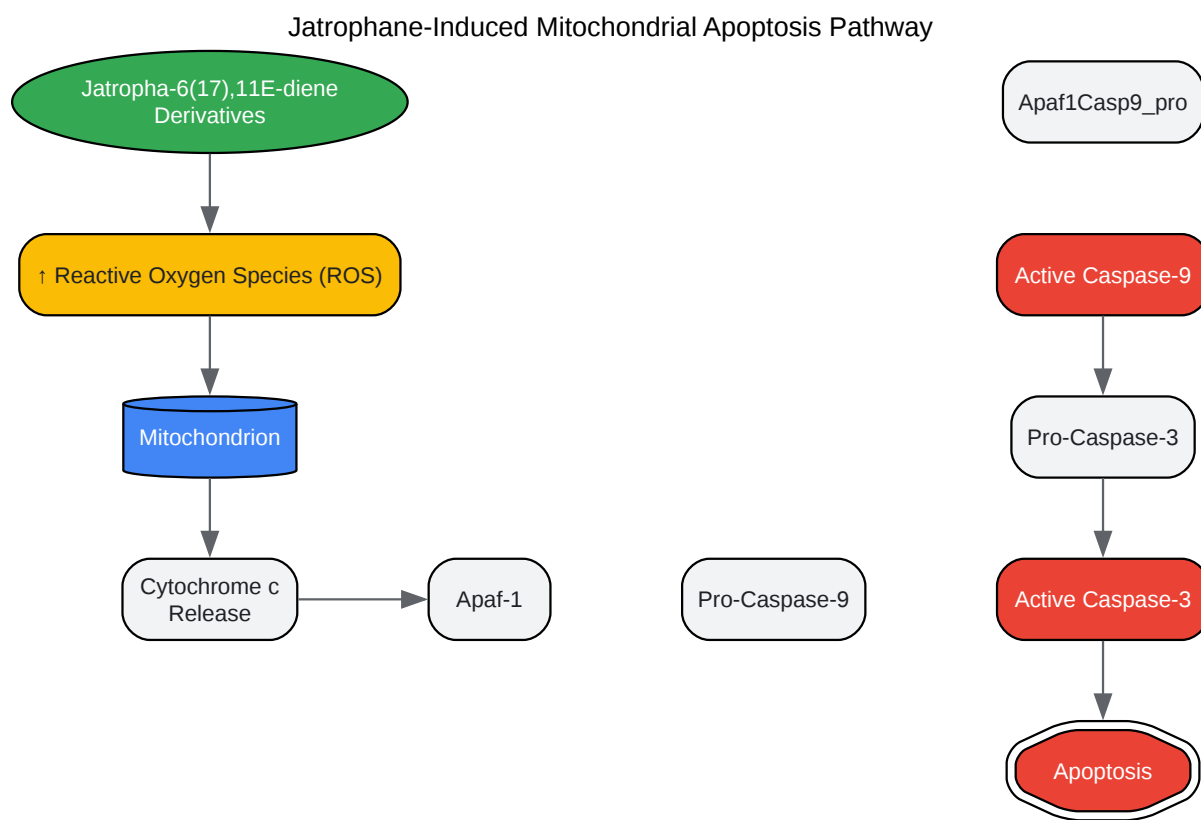 Jatrophane-Induced Mitochondrial Apoptosis Pathway
Jatropha-6(17),11E-diene
Derivatives
Apaf1Casp9_pro
↑ Reactive Oxygen Species (ROS)
Active Caspase-9
Mitochondrion
Pro-Caspase-3
Cytochrome c
Release
Apaf-1
Pro-Caspase-9
Active Caspase-3
Apoptosis